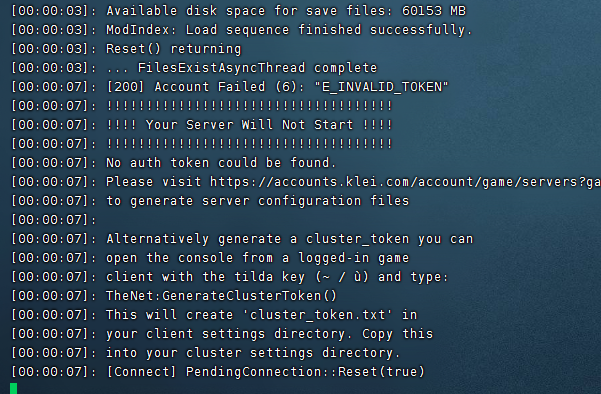 [00:00:03]: Available disk space for save files: 60153 MB
[00:00:03]: ModIndex: Load sequence finished successfully.
[00:00:03]: Reset() returning
[00:00:03]: ... FilesExistAsyncThread complete
[00:00:07]: [200] Account Failed (6): "E_INVALID_TOKEN"
[00:00:07]: !!!!!!!!!!!!!!!!!!!!!!!!!!!!!!!!!!!!
[00:00:07]: !!!! Your Server Will Not Start !!!!
[00:00:07]: !!!!!!!!!!!!!!!!!!!!!!!!!!!!!!!!!!!!
[00:00:07]: No auth token could be found.
[00:00:07]: Please visit https://accounts.klei.com/account/game/servers?ga
[00:00:07]: to generate server configuration files
[00:00:07]:
[00:00:07]: Alternatively generate a cluster_token you can
[00:00:07]: open the console from a logged-in game
[00:00:07]: client with the tilda key (~ / ù) and type:
[00:00:07]: TheNet:GenerateClusterToken()
[00:00:07]: This will create 'cluster_token.txt' in
[00:00:07]: your client settings directory. Copy this
[00:00:07]: into your cluster settings directory.
[00:00:07]: [Connect] PendingConnection::Reset(true)